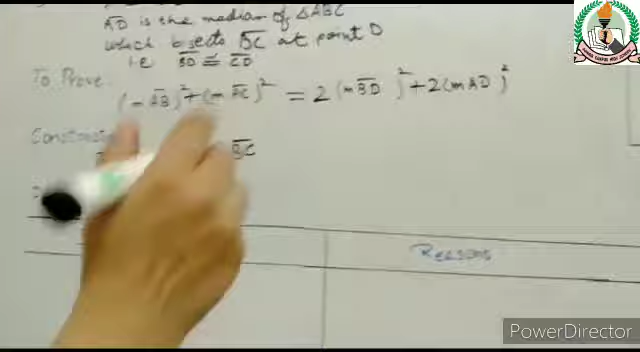 AD is the median of △ABC
which bisects BC at point D
i.e BD ≅ CD
To Prove:
(mAB)² + (mAC)² = 2(mBD)² + 2(mAD)²
BC
Reasons
PowerDirector